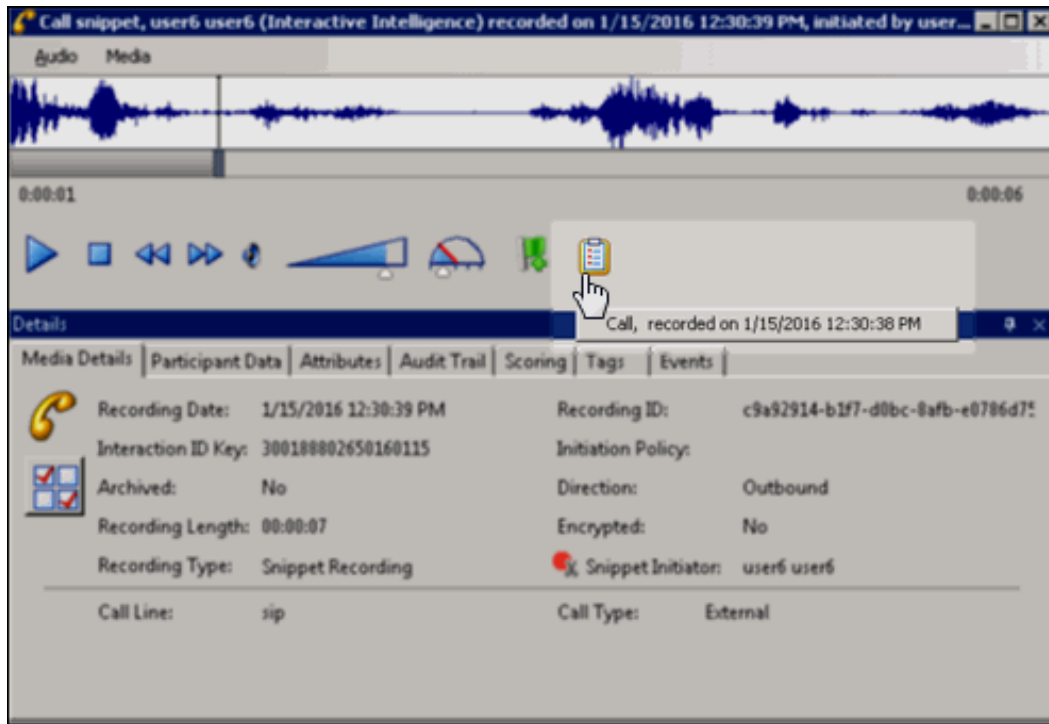 Call snippet, user6 user6 (Interactive Intelligence) recorded on 1/15/2016 12:30:39 PM, initiated by user...
Audio Media
0:00:01 0:00:06
Call, recorded on 1/15/2016 12:30:38 PM
Details
Media Details Participant Data Attributes Audit Trail Scoring Tags Events
Recording Date: 1/15/2016 12:30:39 PM Recording ID: c9a92914-b1f7-d0bc-8afb-e0786d75
Interaction ID Key: 300188802650160115 Initiation Policy:
Archived: No Direction: Outbound
Recording Length: 00:00:07 Encrypted: No
Recording Type: Snippet Recording Snippet Initiator: user6 user6
Call Line: sip Call Type: External